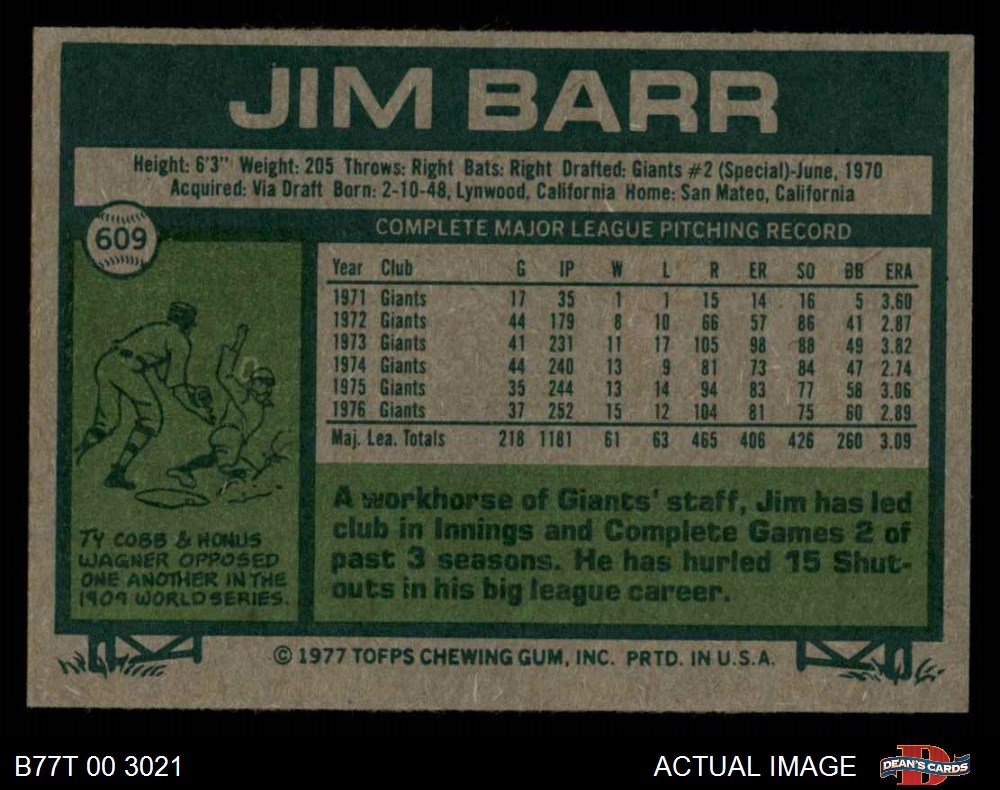 JIM BARR
Height: 6'3" Weight: 205 Throws: Right Bats: Right Drafted: Giants #2 (Special)-June, 1970
Acquired: Via Draft Born: 2-10-48, Lynwood, California Home: San Mateo, California
609
COMPLETE MAJOR LEAGUE PITCHING RECORD
Year Club G IP W L R ER SO BB ERA
1971 Giants 17 35 1 1 15 14 16 5 3.60
1972 Giants 44 179 8 10 66 57 86 41 2.87
1973 Giants 41 231 11 17 105 98 88 49 3.82
1974 Giants 44 240 13 9 81 73 84 47 2.74
1975 Giants 35 244 13 14 94 83 77 58 3.06
1976 Giants 37 252 15 12 104 81 75 60 2.89
Maj. Lea. Totals 218 1181 61 63 465 406 426 260 3.09
TY COBB & HONUS
WAGNER OPPOSED
ONE ANOTHER IN THE
1909 WORLD SERIES.
A workhorse of Giants' staff, Jim has led
club in Innings and Complete Games 2 of
past 3 seasons. He has hurled 15 Shut-
outs in his big league career.
© 1977 TOPPS CHEWING GUM, INC. PRTD. IN U.S.A.
B77T 00 3021
ACTUAL IMAGE
D
DEAN'S CARDS